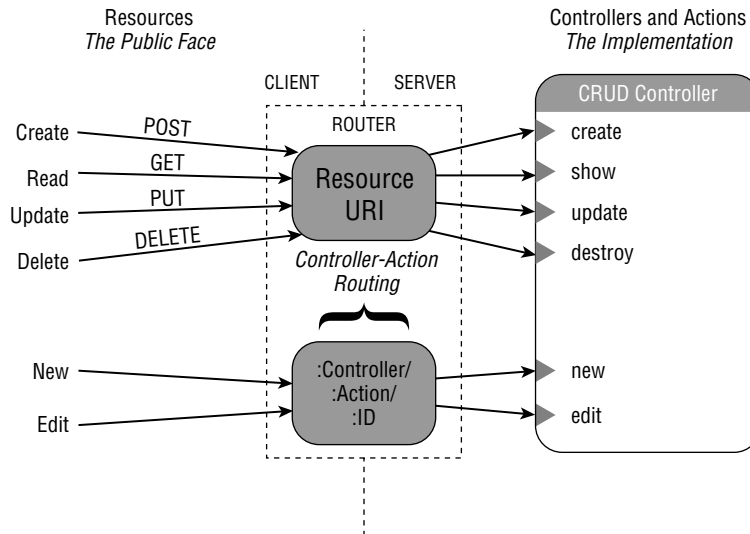 Resources
The Public Face
Controllers and Actions
The Implementation
CLIENT
SERVER
ROUTER
CRUD Controller
Create
POST
Read
GET
Update
PUT
Delete
DELETE
Resource
URI
create
show
update
destroy
Controller-Action
Routing
New
Edit
:Controller/
:Action/
:ID
new
edit